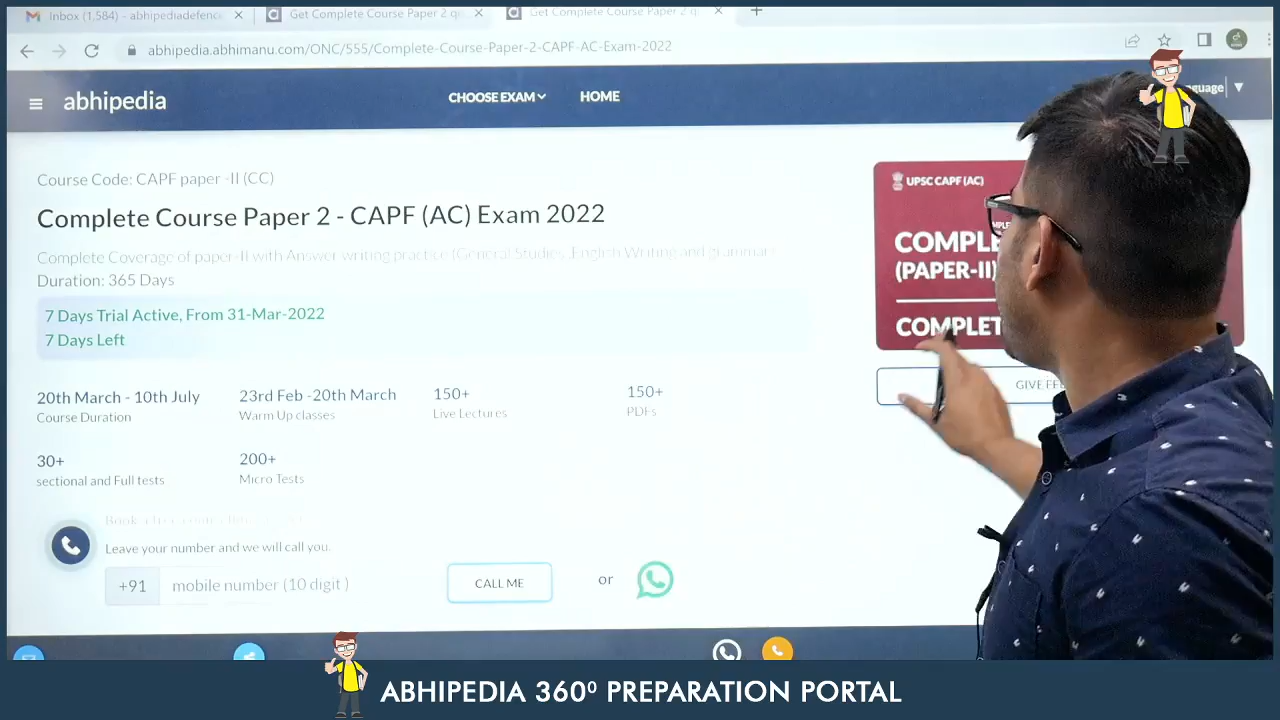 Inbox (1,584) - abhipediadefenc
Get Complete Course Paper 2
Get Complete Course Paper 2
abhipedia.abhimanu.com/ONC/555/Complete-Course-Paper-2-CAPF-AC-Exam-2022
abhipedia
CHOOSE EXAM
HOME
nguage
Course Code: CAPF paper -II (CC)
Complete Course Paper 2 - CAPF (AC) Exam 2022
Complete Coverage of paper-II with Answer writing practice (General Studies ,English Writing and grammar
Duration: 365 Days
7 Days Trial Active, From 31-Mar-2022
7 Days Left
20th March - 10th July
Course Duration
23rd Feb -20th March
Warm Up classes
150+
Live Lectures
150+
PDFs
30+
sectional and Full tests
200+
Micro Tests
UPSC CAPF (AC)
COMPLE
(PAPER-II)
COMPLET
GIVE
Leave your number and we will call you.
+91
mobile number (10 digit )
CALL ME
or
ABHIPEDIA 360⁰ PREPARATION PORTAL